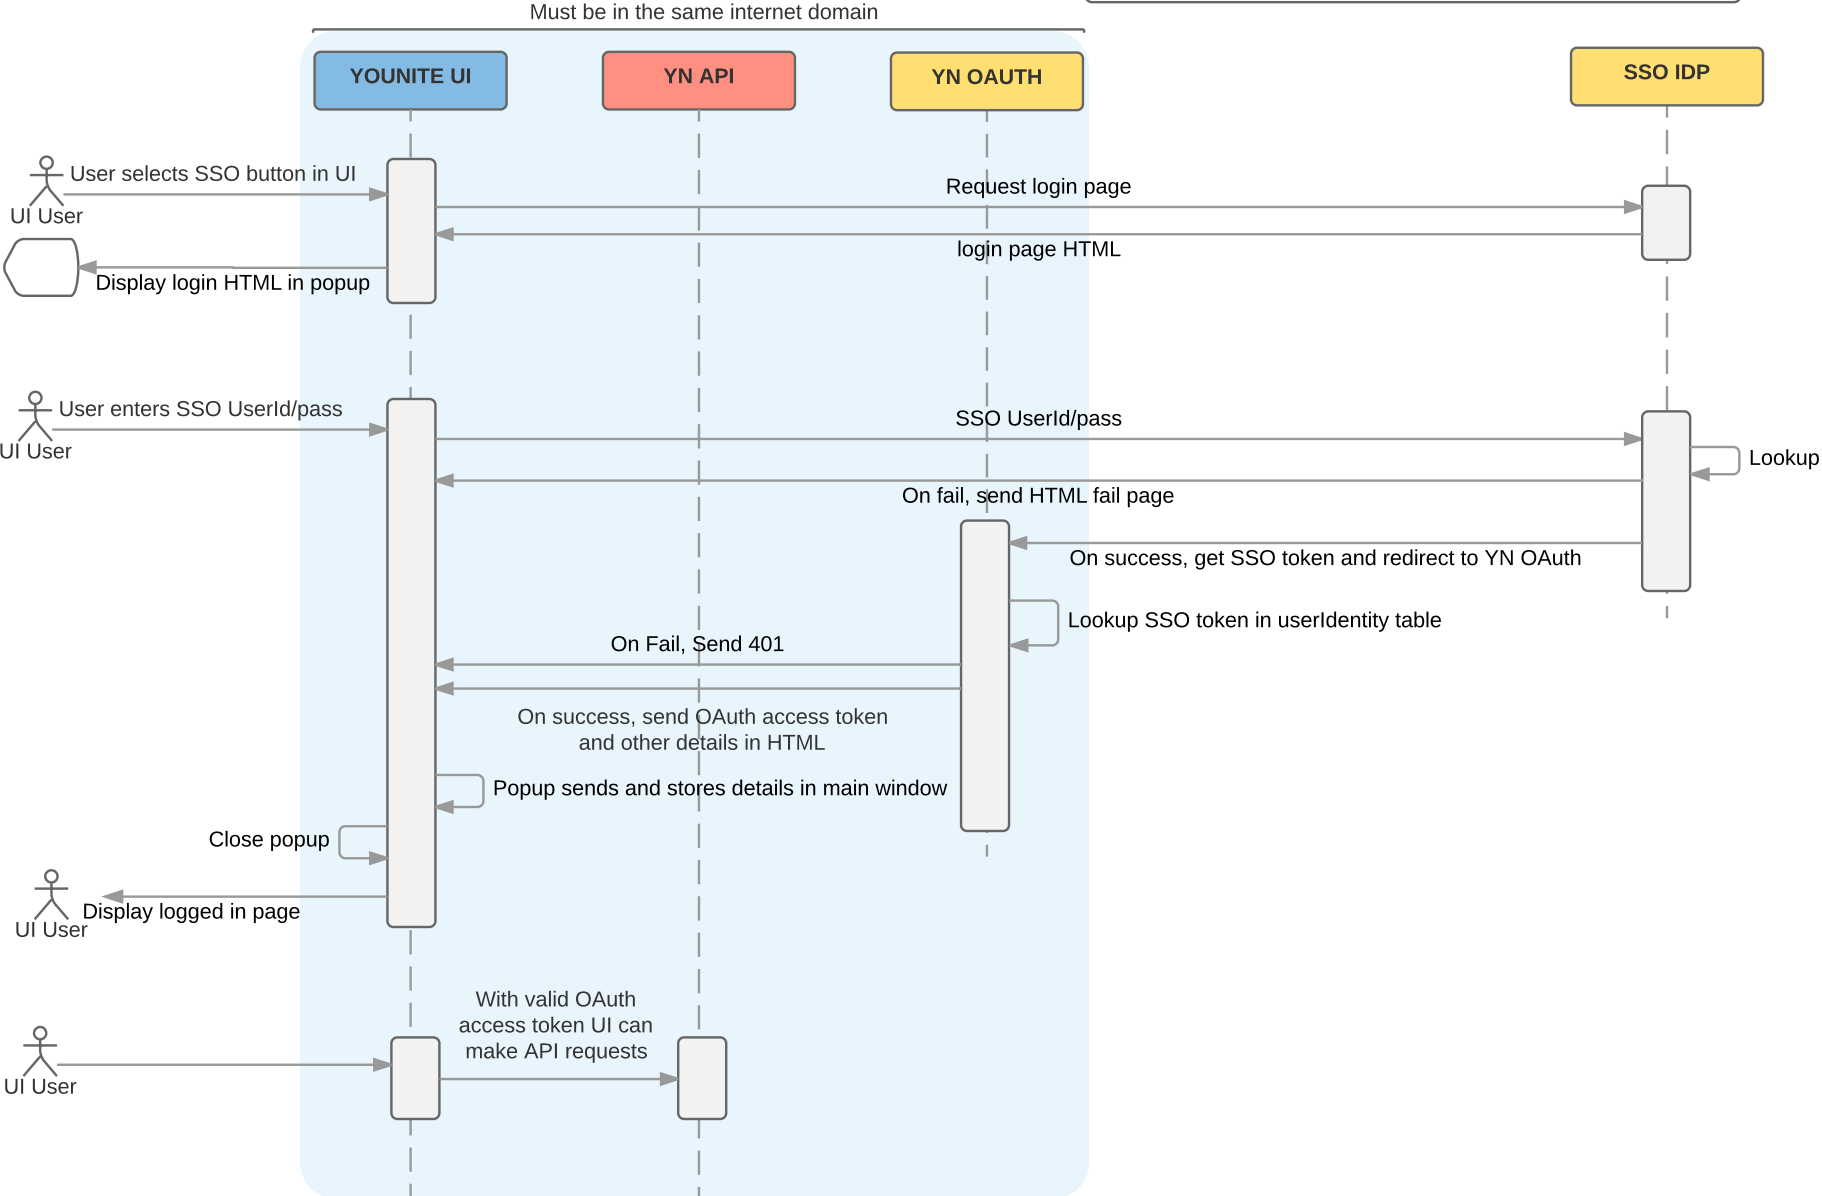 Must be in the same internet domain
YOUNITE UI
YN API
YN OAUTH
SSO IDP
User selects SSO button in UI
UI User
Request login page
login page HTML
Display login HTML in popup
User enters SSO UserId/pass
UI User
SSO UserId/pass
Lookup
On fail, send HTML fail page
On success, get SSO token and redirect to YN OAuth
Lookup SSO token in userIdentity table
On Fail, Send 401
On success, send OAuth access token
and other details in HTML
Popup sends and stores details in main window
Close popup
Display logged in page
UI User
With valid OAuth
access token UI can
make API requests
UI User